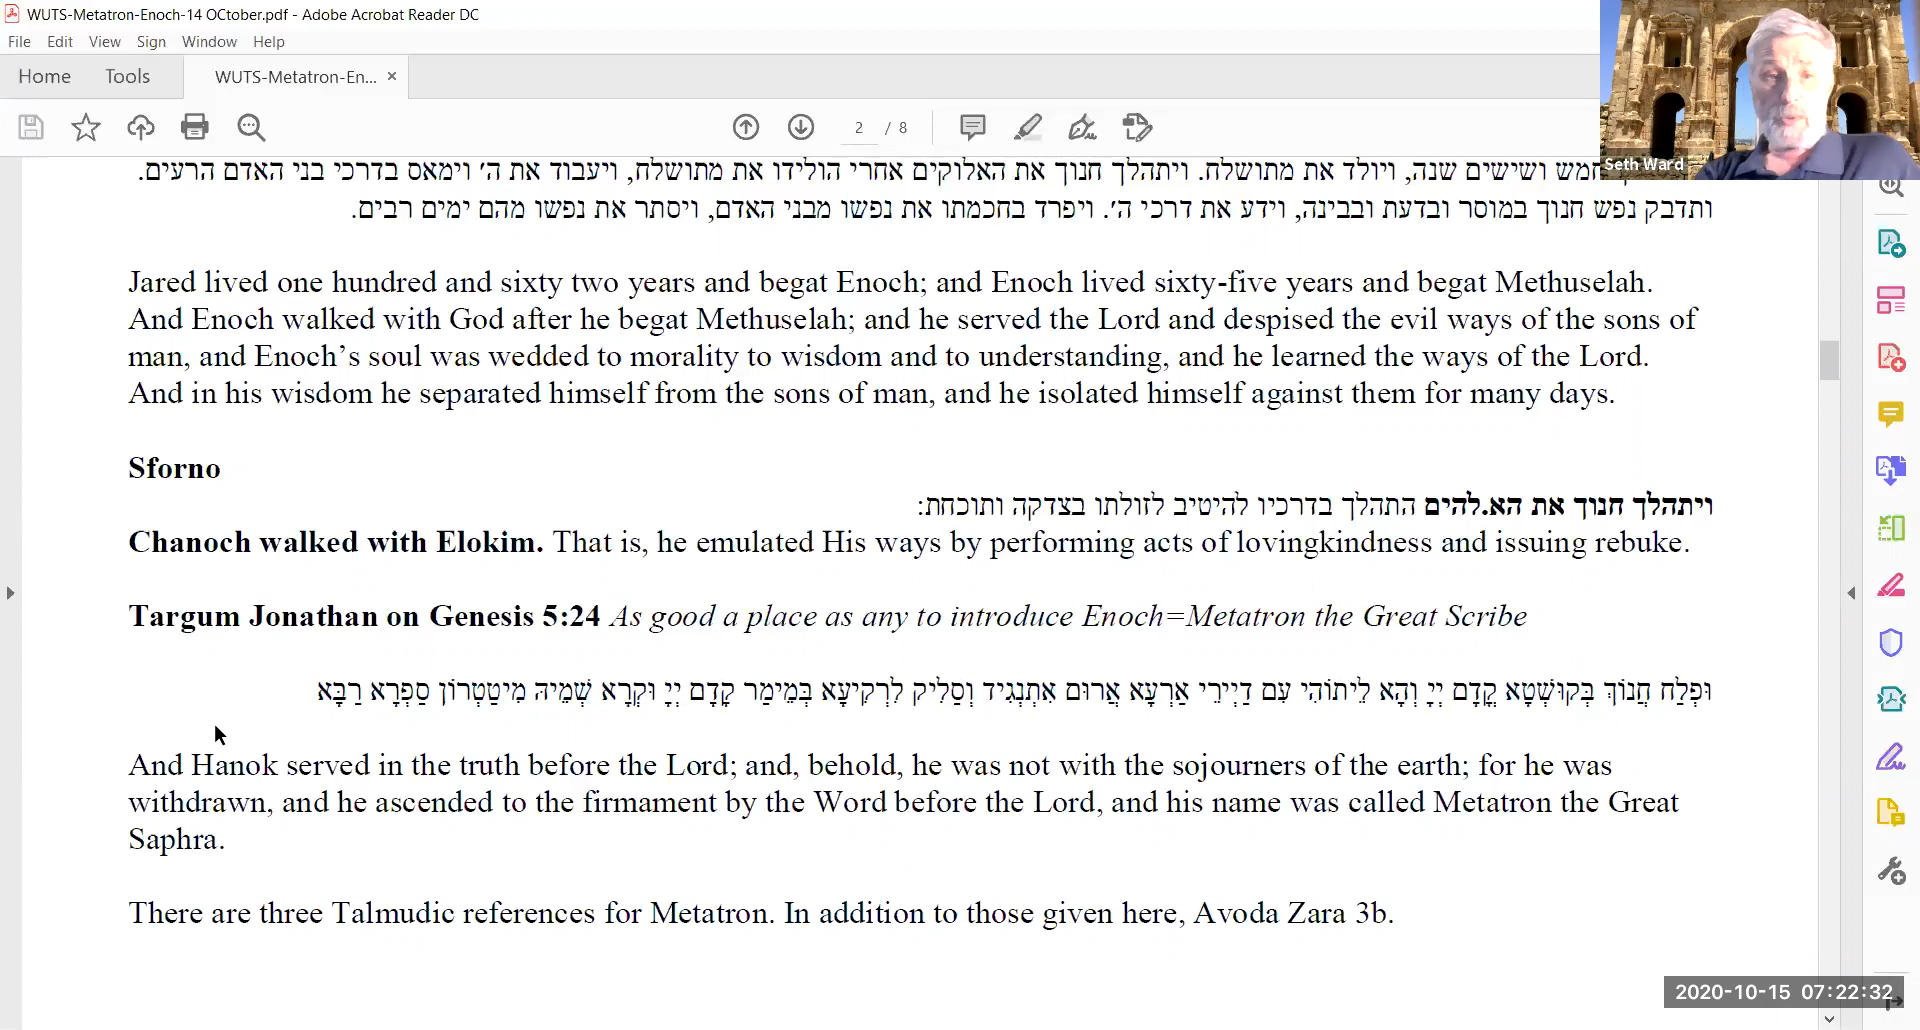 WUTS-Metatron-Enoch-14 OCtober.pdf - Adobe Acrobat Reader DC
File Edit View Sign Window Help
Home Tools WUTS-Metatron-En... ×
2 / 8
Seth Ward
חמש ושישים שנה, ויולד את מתושלח. ויתהלך חנוך את האלוקים אחרי הולידו את מתושלח, ויעבוד את ה׳ וימאס בדרכי בני האדם הרעים.
ותדבק נפש חנוך במוסר ובדעת ובבינה, וידע את דרכי ה׳. ויפרד בחכמתו את נפשו מבני האדם, ויסתר את נפשו מהם ימים רבים.
Jared lived one hundred and sixty two years and begat Enoch; and Enoch lived sixty-five years and begat Methuselah.
And Enoch walked with God after he begat Methuselah; and he served the Lord and despised the evil ways of the sons of
man, and Enoch’s soul was wedded to morality to wisdom and to understanding, and he learned the ways of the Lord.
And in his wisdom he separated himself from the sons of man, and he isolated himself against them for many days.
Sforno
ויתהלך חנוך את הא.להים התהלך בדרכיו להיטיב לזולתו בצדקה ותוכחת:
Chanoch walked with Elokim. That is, he emulated His ways by performing acts of lovingkindness and issuing rebuke.
Targum Jonathan on Genesis 5:24 As good a place as any to introduce Enoch=Metatron the Great Scribe
וּפְלַח חֲנוֹךְ בְּקוּשְׁטָא קֳדָם יְיָ וְהָא לֵיתוֹהִי עִם דַיְירֵי אַרְעָא אֲרוּם אִתְנְגִיד וְסַלִיק לִרְקִיעָא בְּמֵימַר קֳדָם יְיָ וּקְרָא שְׁמֵיהּ מִיטַטְרוֹן סַפְרָא רַבָּא
And Hanok served in the truth before the Lord; and, behold, he was not with the sojourners of the earth; for he was
withdrawn, and he ascended to the firmament by the Word before the Lord, and his name was called Metatron the Great
Saphra.
There are three Talmudic references for Metatron. In addition to those given here, Avoda Zara 3b.
2020-10-15 07:22:32